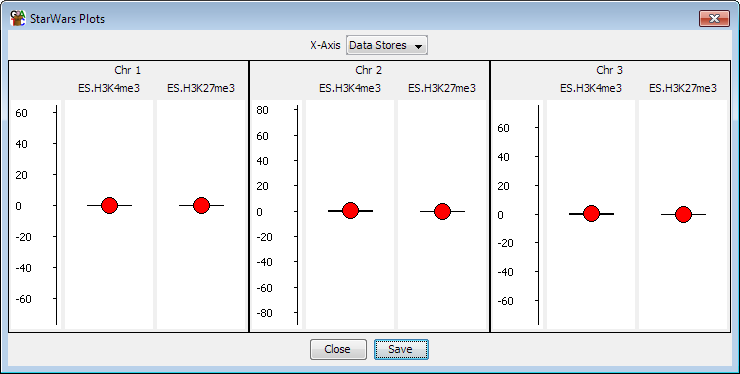 StarWars Plots
X-Axis Data Stores
Chr 1
ES.H3K4me3 ES.H3K27me3
60
40
20
0
-20
-40
-60
Chr 2
ES.H3K4me3 ES.H3K27me3
80
60
40
20
0
-20
-40
-60
-80
Chr 3
ES.H3K4me3 ES.H3K27me3
60
40
20
0
-20
-40
-60
Close Save